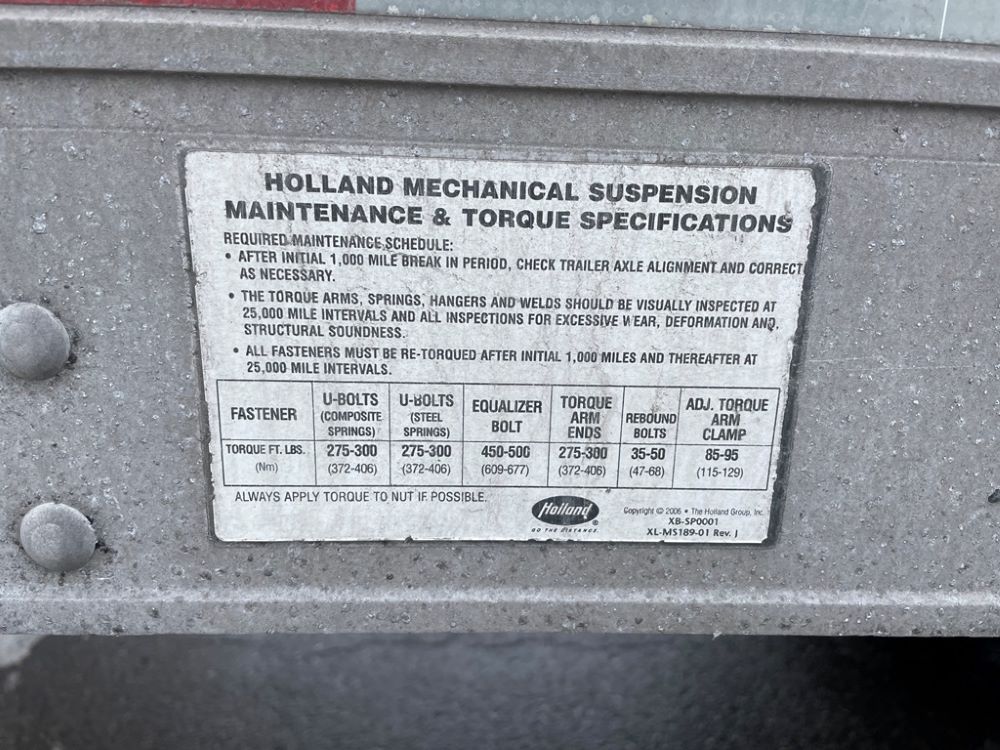 HOLLAND MECHANICAL SUSPENSION
MAINTENANCE & TORQUE SPECIFICATIONS
REQUIRED MAINTENANCE SCHEDULE:
• AFTER INITIAL 1,000 MILE BREAK IN PERIOD, CHECK TRAILER AXLE ALIGNMENT AND CORRECT
AS NECESSARY.
• THE TORQUE ARMS, SPRINGS, HANGERS AND WELDS SHOULD BE VISUALLY INSPECTED AT
25,000 MILE INTERVALS AND ALL INSPECTIONS FOR EXCESSIVE WEAR, DEFORMATION AND,
STRUCTURAL SOUNDNESS.
• ALL FASTENERS MUST BE RE-TORQUED AFTER INITIAL 1,000 MILES AND THEREAFTER AT
25,000 MILE INTERVALS.
FASTENER
U-BOLTS
(COMPOSITE
SPRINGS)
U-BOLTS
(STEEL
SPRINGS)
EQUALIZER
BOLT
TORQUE
ARM
ENDS
REBOUND
BOLTS
ADJ. TORQUE
ARM
CLAMP
TORQUE FT. LBS.
(Nm)
275-300
(372-406)
275-300
(372-406)
450-500
(609-677)
275-300
(372-406)
35-50
(47-68)
85-95
(115-129)
ALWAYS APPLY TORQUE TO NUT IF POSSIBLE.
Holland®
GO THE DISTANCE.
Copyright © 2006 • The Holland Group, Inc.
XB-SP0001
XL-MS189-01 Rev. J